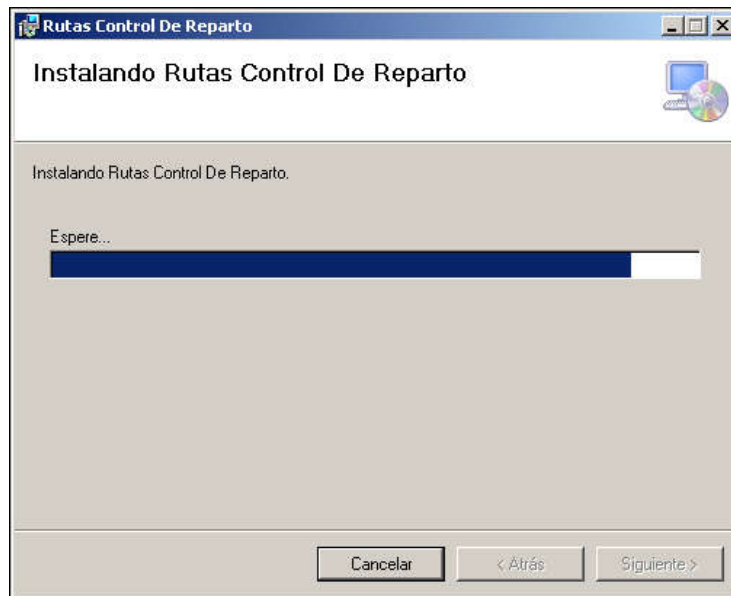 Rutas Control De Reparto
Instalando Rutas Control De Reparto
Instalando Rutas Control De Reparto.
Espere...
Cancelar
< Atrás
Siguiente >